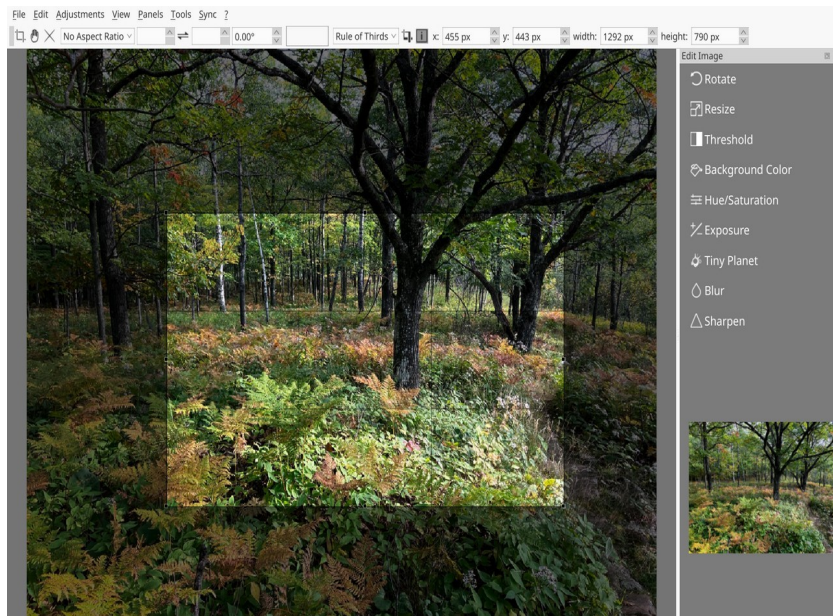 File Edit Adjustments View Panels Tools Sync ?
No Aspect Ratio 0.00° Rule of Thirds i x: 455 px y: 443 px width: 1292 px height: 790 px
Edit Image
Rotate
Resize
Threshold
Background Color
Hue/Saturation
Exposure
Tiny Planet
Blur
Sharpen